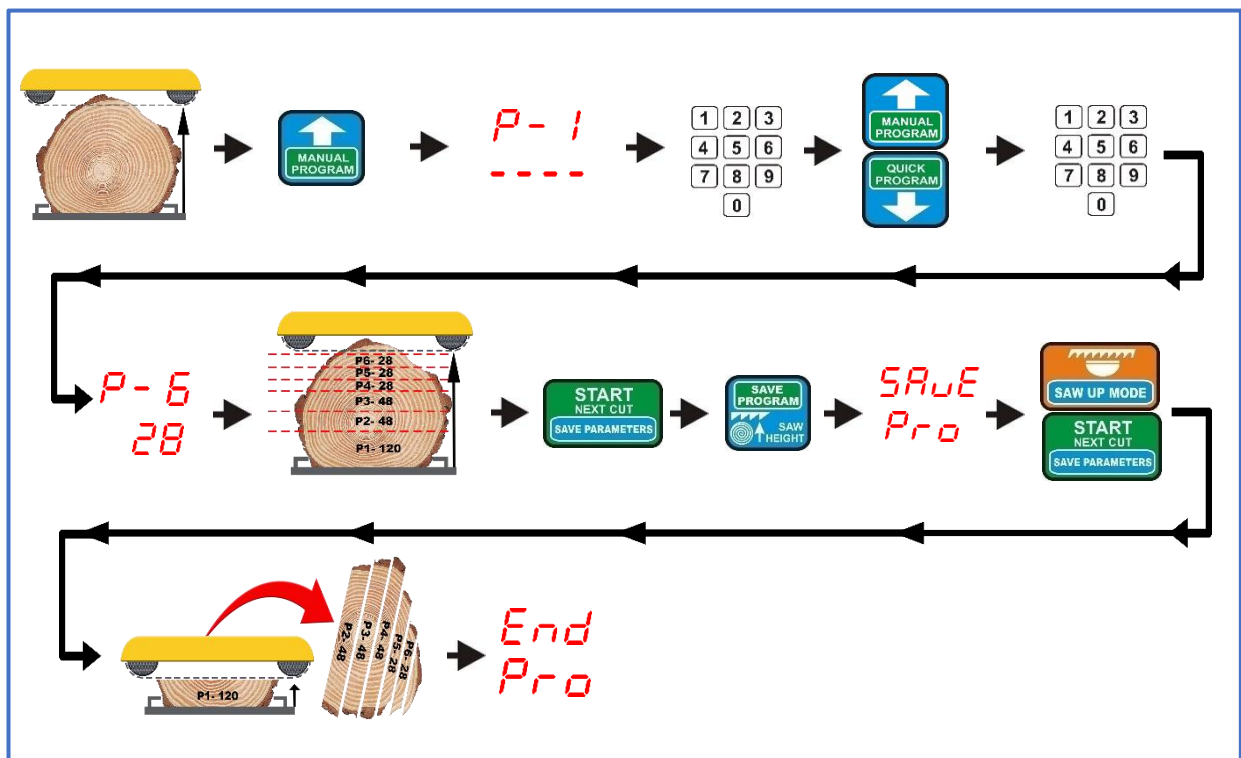 MANUAL
PROGRAM
P-1
----
1 2 3
4 5 6
7 8 9
0
MANUAL
PROGRAM
QUICK
PROGRAM
1 2 3
4 5 6
7 8 9
0
P-6
28
P6- 28
P5- 28
P4- 28
P3- 48
P2- 48
P1- 120
START
NEXT CUT
SAVE PARAMETERS
SAVE
PROGRAM
SAW
HEIGHT
SAvE
Pro
SAW UP MODE
START
NEXT CUT
SAVE PARAMETERS
P1- 120
P2- 48
P3- 48
P4- 48
P5- 28
P6- 28
End
Pro